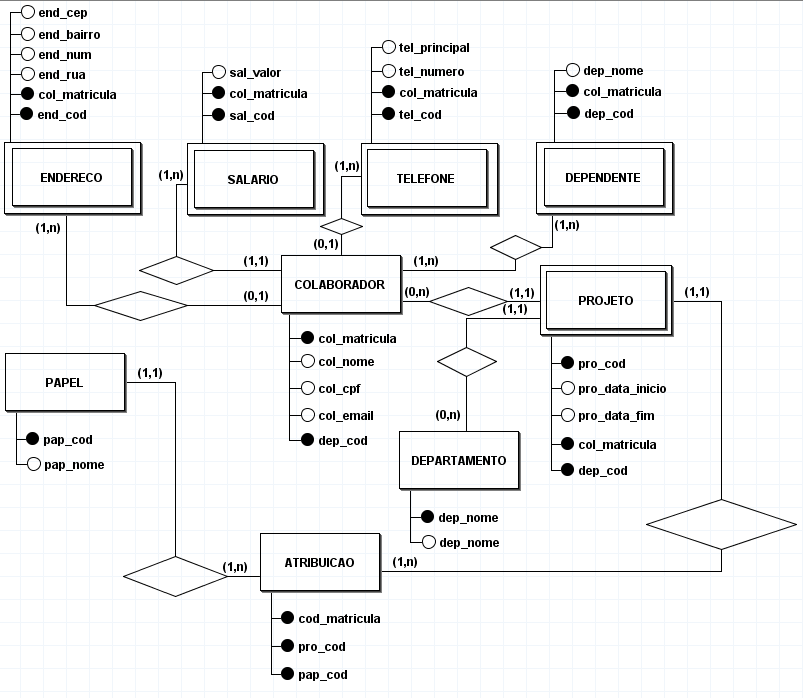 end_cep
end_bairro
end_num
end_rua
col_matricula
end_cod
ENDERECO
(1,n)
sal_valor
col_matricula
sal_cod
(1,n)
SALARIO
tel_principal
tel_numero
col_matricula
tel_cod
(1,n)
TELEFONE
(0,1)
dep_nome
col_matricula
dep_cod
DEPENDENTE
(1,n)
(1,1)
(0,1)
COLABORADOR
(1,n)
(0,n)
(1,1)
(1,1)
PROJETO
(1,1)
col_matricula
col_nome
col_cpf
col_email
dep_cod
pro_cod
pro_data_inicio
pro_data_fim
col_matricula
dep_cod
PAPEL
(1,1)
pap_cod
pap_nome
(0,n)
DEPARTAMENTO
dep_nome
dep_nome
(1,n)
ATRIBUICAO
(1,n)
cod_matricula
pro_cod
pap_cod